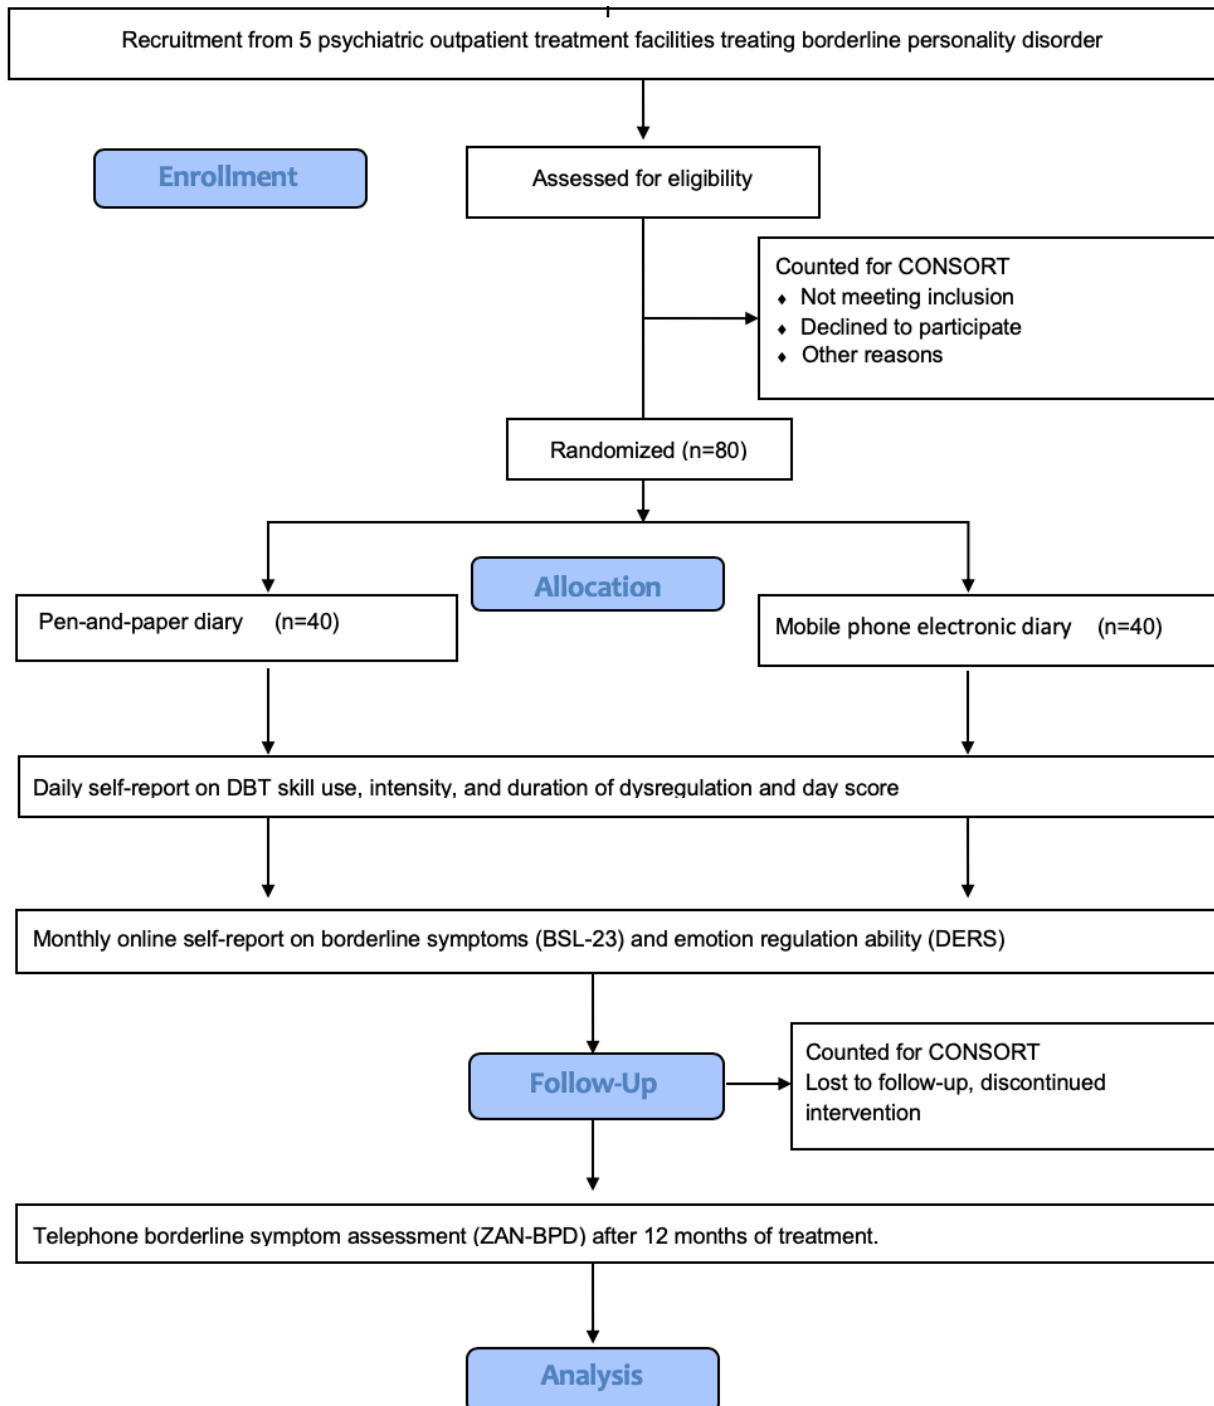 Recruitment from 5 psychiatric outpatient treatment facilities treating borderline personality disorder
Enrollment
Assessed for eligibility
Counted for CONSORT
♦ Not meeting inclusion
♦ Declined to participate
♦ Other reasons
Randomized (n=80)
Allocation
Pen-and-paper diary (n=40)
Mobile phone electronic diary (n=40)
Daily self-report on DBT skill use, intensity, and duration of dysregulation and day score
Monthly online self-report on borderline symptoms (BSL-23) and emotion regulation ability (DERS)
Follow-Up
Counted for CONSORT
Lost to follow-up, discontinued
intervention
Telephone borderline symptom assessment (ZAN-BPD) after 12 months of treatment.
Analysis